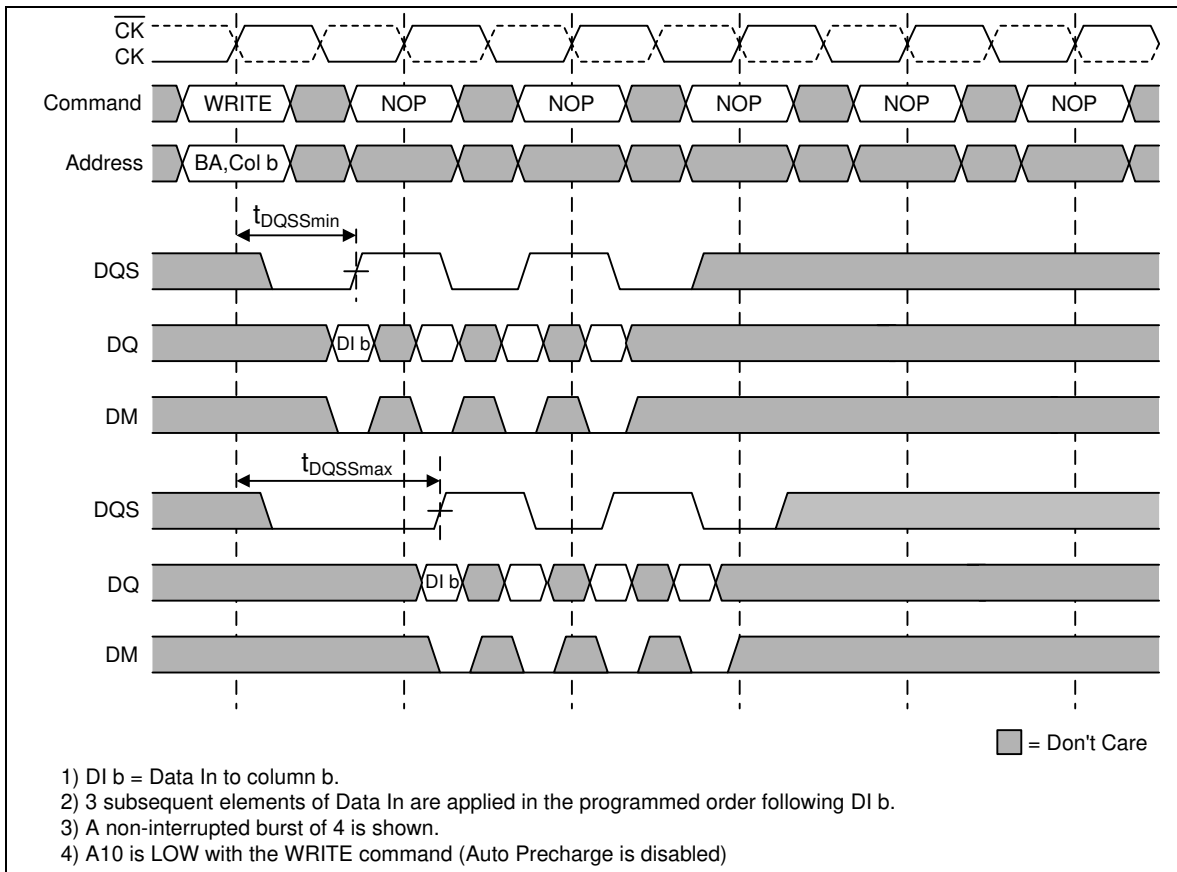 CK
CK
Command WRITE NOP NOP NOP NOP NOP
Address BA,Col b
tDQSSmin
DQS
DQ DI b
DM
tDQSSmax
DQS
DQ DI b
DM
= Don't Care
1) DI b = Data In to column b.
2) 3 subsequent elements of Data In are applied in the programmed order following DI b.
3) A non-interrupted burst of 4 is shown.
4) A10 is LOW with the WRITE command (Auto Precharge is disabled)